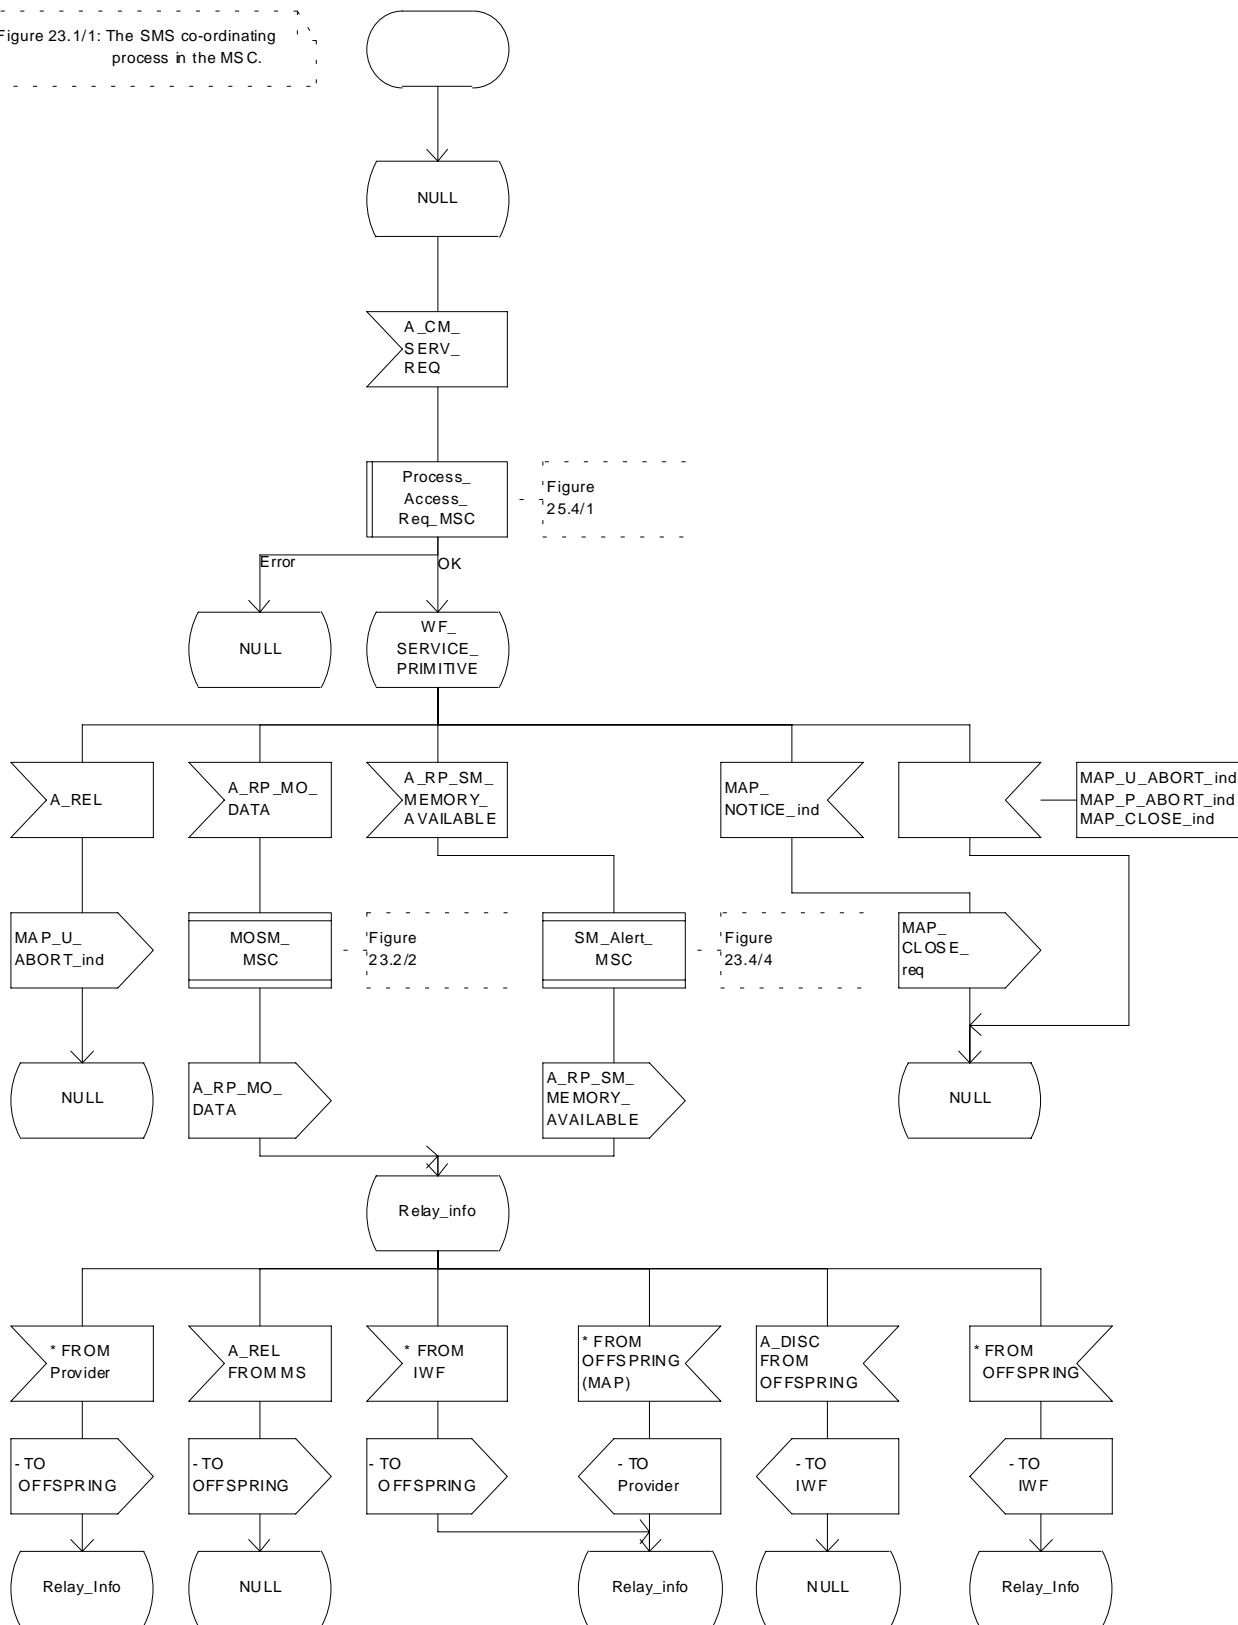 Figure 23.1/1: The SMS co-ordinating
process in the MSC.
NULL
A_CM_
SERV_
REQ
Process_
Access_
Req_MSC
Figure
25.4/1
Error
OK
NULL
WF_
SERVICE_
PRIMITIVE
A_REL
A_RP_MO_
DATA
A_RP_SM_
MEMORY_
AVAILABLE
MAP_
NOTICE_ind
MAP_U_ABORT_ind
MAP_P_ABORT_ind
MAP_CLOSE_ind
MAP_U_
ABORT_ind
MOSM_
MSC
Figure
23.2/2
SM_Alert_
MSC
Figure
23.4/4
MAP_
CLOSE_
req
NULL
A_RP_MO_
DATA
A_RP_SM_
MEMORY_
AVAILABLE
NULL
Relay_info
* FROM
Provider
A_REL
FROM MS
* FROM
IWF
* FROM
OFFSPRING
(MAP)
A_DISC
FROM
OFFSPRING
* FROM
OFFSPRING
- TO
OFFSPRING
- TO
OFFSPRING
- TO
OFFSPRING
- TO
Provider
- TO
IWF
- TO
IWF
Relay_Info
NULL
Relay_info
NULL
Relay_Info